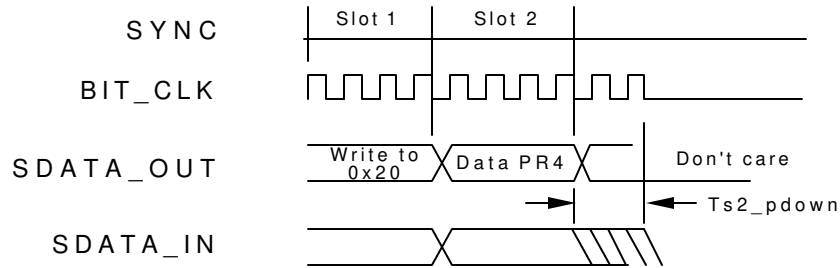 Slot 1 Slot 2
SYNC
BIT_CLK
SDATA_OUT
Write to
0x20
Data PR4
Don't care
Ts2_pdown
SDATA_IN